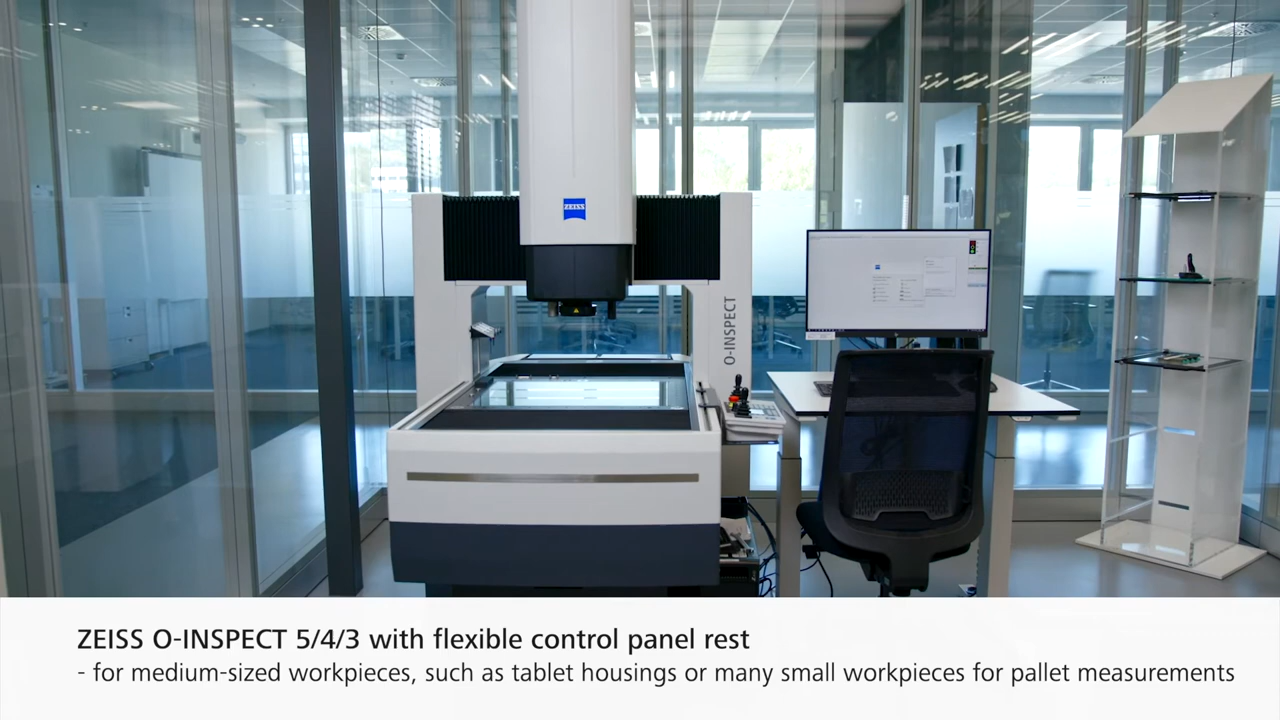 ZEISS
O-INSPECT
ZEISS O-INSPECT 5/4/3 with flexible control panel rest
- for medium-sized workpieces, such as tablet housings or many small workpieces for pallet measurements